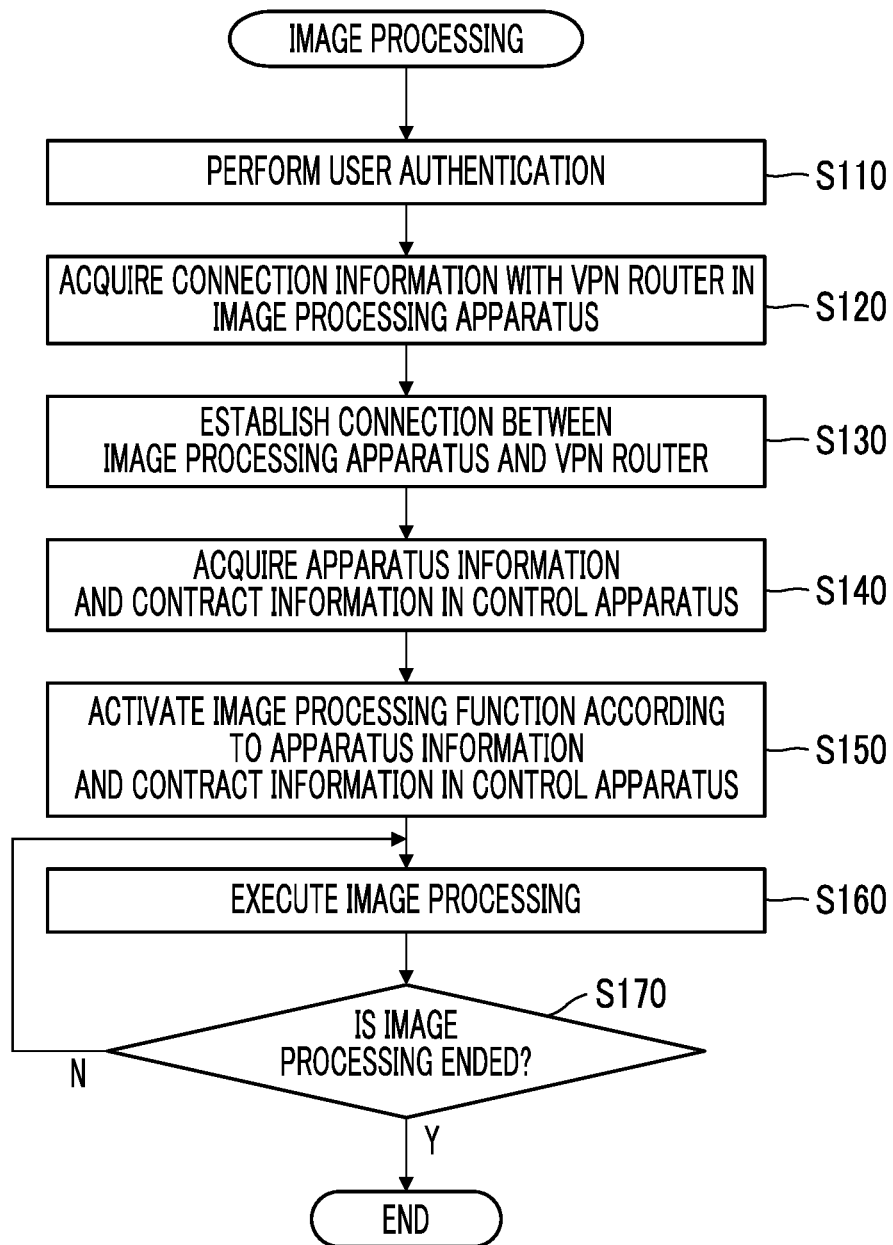 IMAGE PROCESSING
PERFORM USER AUTHENTICATION
S110
ACQUIRE CONNECTION INFORMATION WITH VPN ROUTER IN
IMAGE PROCESSING APPARATUS
S120
ESTABLISH CONNECTION BETWEEN
IMAGE PROCESSING APPARATUS AND VPN ROUTER
S130
ACQUIRE APPARATUS INFORMATION
AND CONTRACT INFORMATION IN CONTROL APPARATUS
S140
ACTIVATE IMAGE PROCESSING FUNCTION ACCORDING
TO APPARATUS INFORMATION
AND CONTRACT INFORMATION IN CONTROL APPARATUS
S150
EXECUTE IMAGE PROCESSING
S160
S170
IS IMAGE
PROCESSING ENDED?
N
Y
END